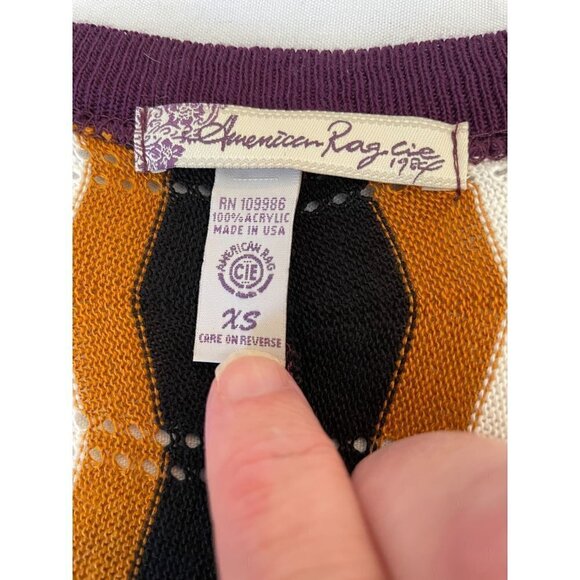 American Rag Cie
1984
RN 109986
100% ACRYLIC
MADE IN USA
AMERICAN RAG
CIE
XS
CARE ON REVERSE